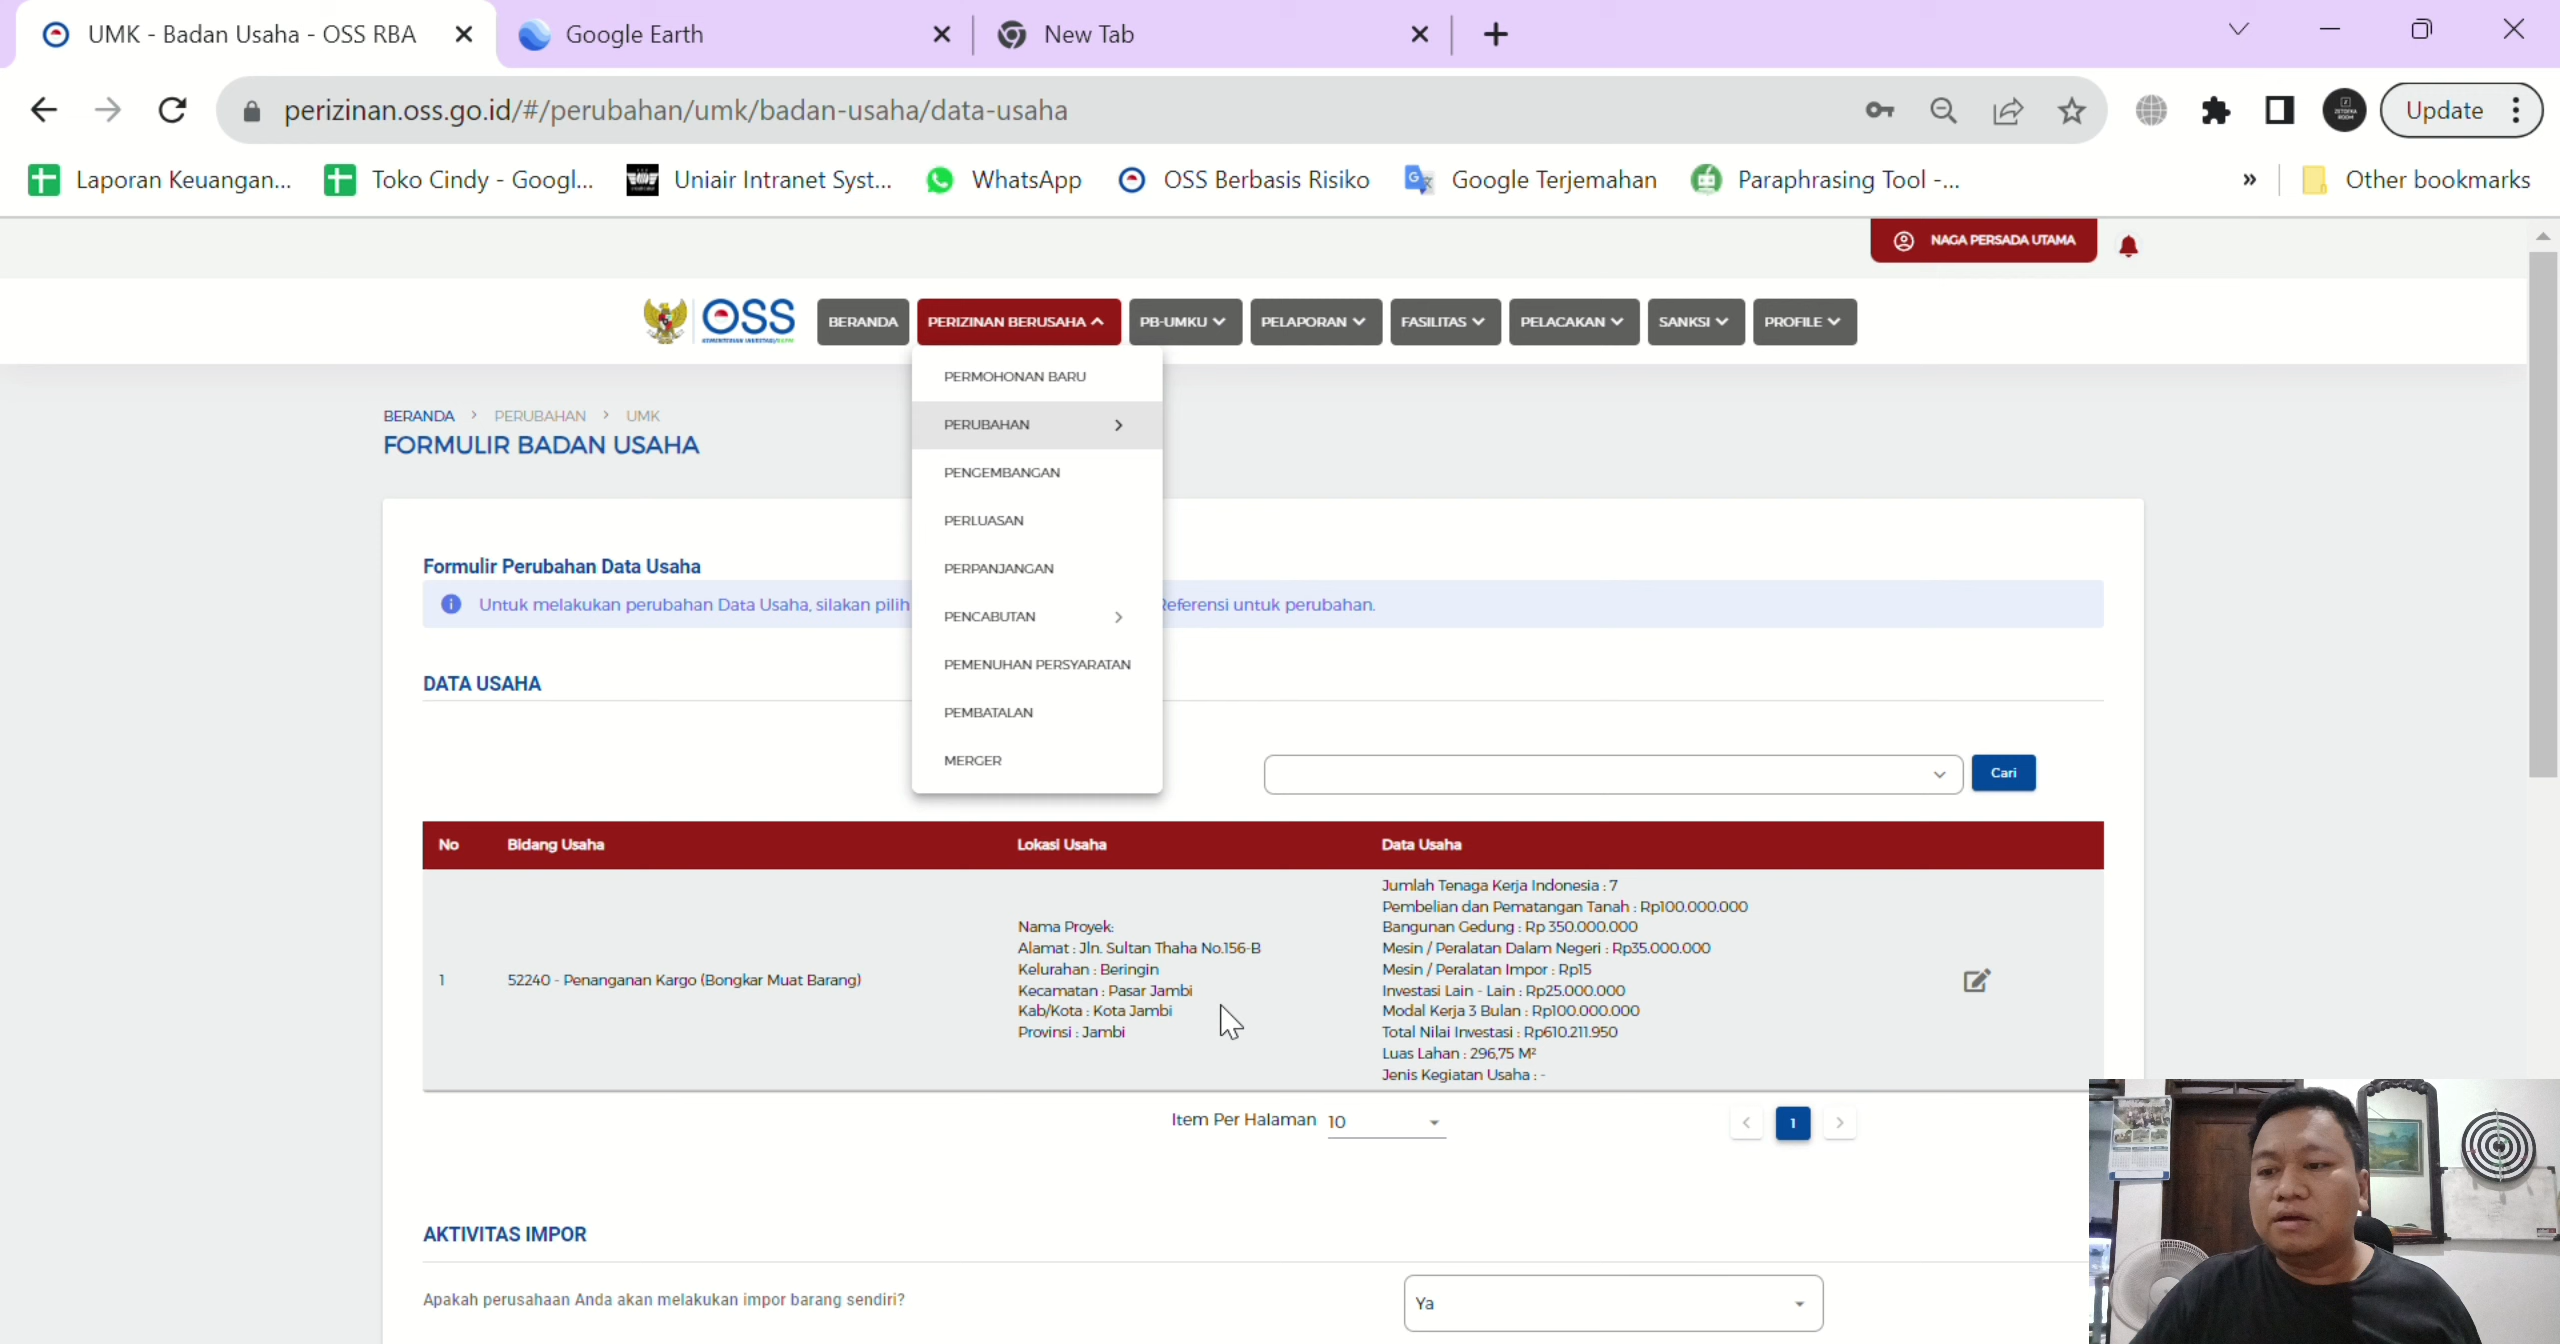 UMK - Badan Usaha - OSS RBA
Google Earth
New Tab
perizinan.oss.go.id/#/perubahan/umk/badan-usaha/data-usaha
Update
Laporan Keuangan...
Toko Cindy - Googl...
Uniair Intranet Syst...
WhatsApp
OSS Berbasis Risiko
Google Terjemahan
Paraphrasing Tool -...
»
Other bookmarks
NAGA PERSADA UTAMA
OSS
KEMENTERIAN INVESTASI/BKPM
BERANDA
PERIZINAN BERUSAHA
PB-UMKU
PELAPORAN
FASILITAS
PELACAKAN
SANKSI
PROFILE
PERMOHONAN BARU
PERUBAHAN
PENGEMBANGAN
PERLUASAN
PERPANJANGAN
PENCABUTAN
PEMENUHAN PERSYARATAN
PEMBATALAN
MERGER
BERANDA > PERUBAHAN > UMK
FORMULIR BADAN USAHA
Formulir Perubahan Data Usaha
Untuk melakukan perubahan Data Usaha, silakan pilih
Referensi untuk perubahan.
DATA USAHA
Cari
No
Bidang Usaha
Lokasi Usaha
Data Usaha
1
52240 - Penanganan Kargo (Bongkar Muat Barang)
Nama Proyek:
Alamat : Jln. Sultan Thaha No.156-B
Kelurahan : Beringin
Kecamatan : Pasar Jambi
Kab/Kota : Kota Jambi
Provinsi : Jambi
Jumlah Tenaga Kerja Indonesia : 7
Pembelian dan Pematangan Tanah : Rp100.000.000
Bangunan Gedung : Rp 350.000.000
Mesin / Peralatan Dalam Negeri : Rp35.000.000
Mesin / Peralatan Impor : Rp15
Investasi Lain - Lain : Rp25.000.000
Modal Kerja 3 Bulan : Rp100.000.000
Total Nilai Investasi : Rp610.211.950
Luas Lahan : 296,75 M²
Jenis Kegiatan Usaha : -
Item Per Halaman 10
1
AKTIVITAS IMPOR
Apakah perusahaan Anda akan melakukan impor barang sendiri?
Ya